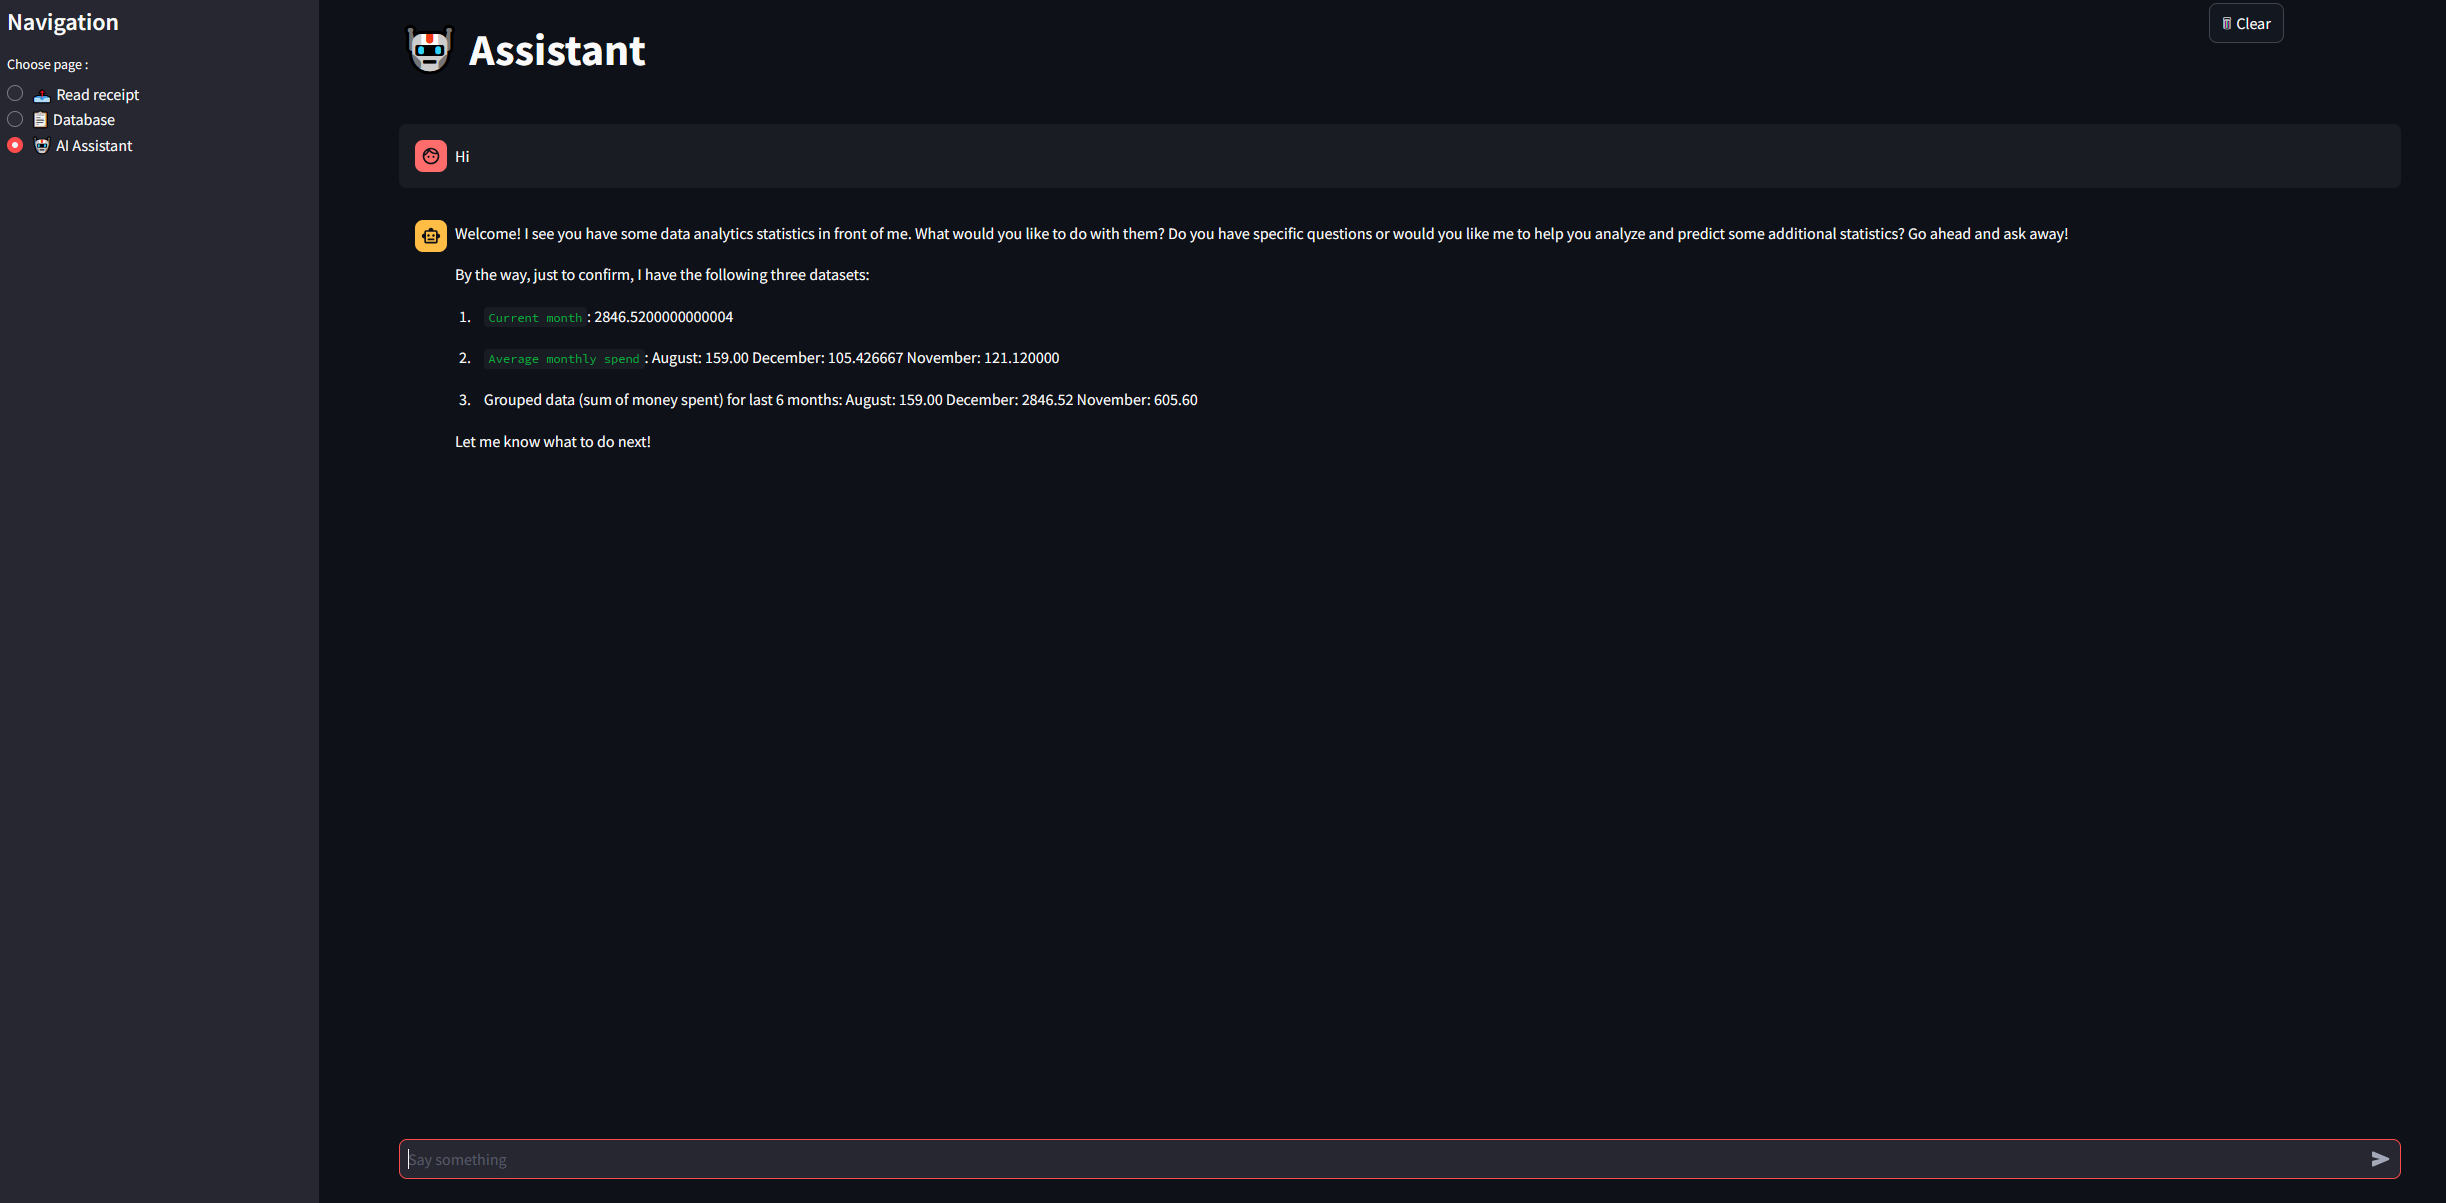 Navigation
Choose page :
Read receipt
Database
AI Assistant
Clear
Assistant
Hi
Welcome! I see you have some data analytics statistics in front of me. What would you like to do with them? Do you have specific questions or would you like me to help you analyze and predict some additional statistics? Go ahead and ask away!
By the way, just to confirm, I have the following three datasets:
1. Current month : 2846.5200000000004
2. Average monthly spend : August: 159.00 December: 105.426667 November: 121.120000
3. Grouped data (sum of money spent) for last 6 months: August: 159.00 December: 2846.52 November: 605.60
Let me know what to do next!
Say something